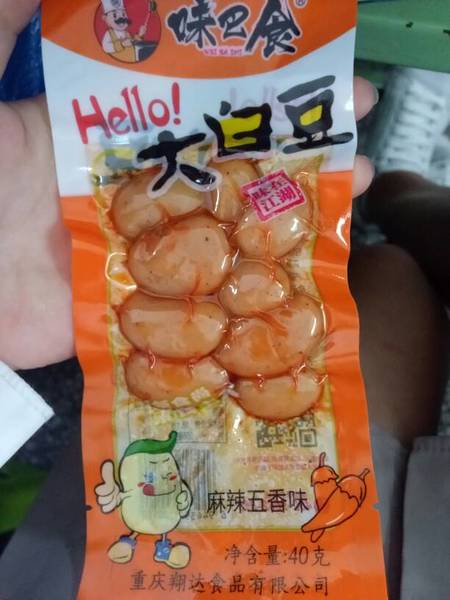 味巴食®
WEI BA SHI
Hello!
大白豆
味在
江湖
麻辣五香味
净含量:40克
重庆翔达食品有限公司